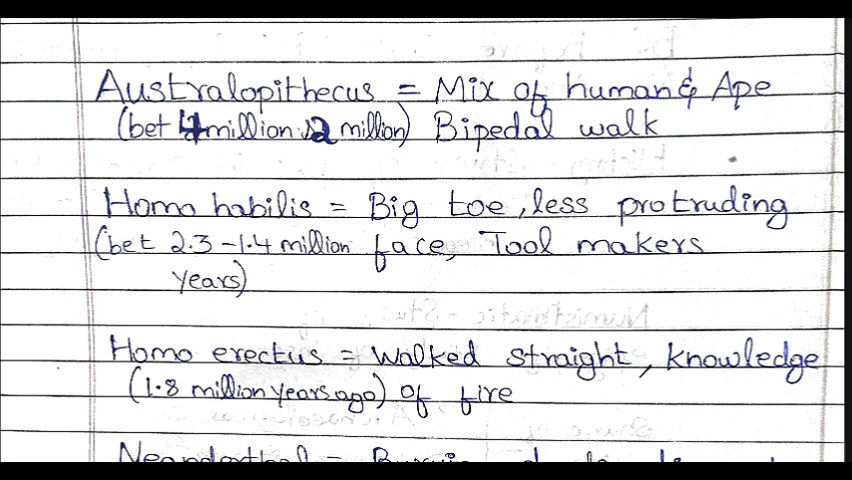 Australopithecus = Mix of human & Ape
(bet 4 million - 2 million) Bipedal walk
Homo habilis = Big toe, less protruding
(bet 2.3 - 1.4 million face, Tool makers
years)
Homo erectus = walked straight, knowledge
(1.8 million years ago) of fire
Neanderthal =